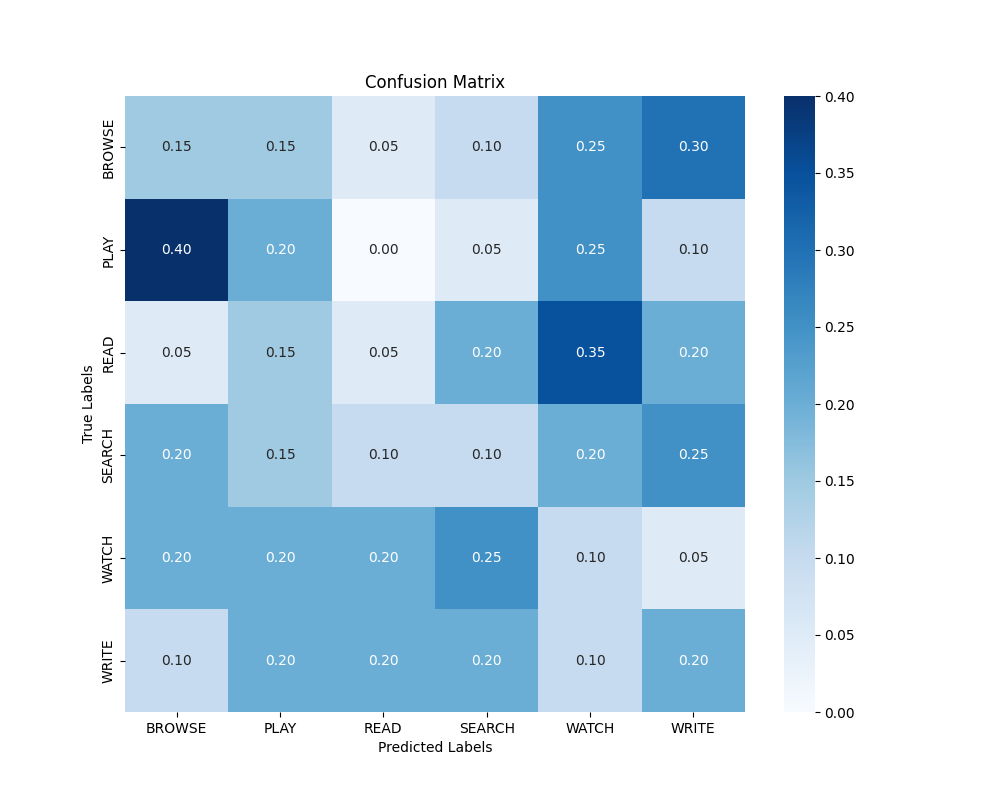 Confusion Matrix
True Labels
BROWSE 0.15 0.15 0.05 0.10 0.25 0.30
PLAY 0.40 0.20 0.00 0.05 0.25 0.10
READ 0.05 0.15 0.05 0.20 0.35 0.20
SEARCH 0.20 0.15 0.10 0.10 0.20 0.25
WATCH 0.20 0.20 0.20 0.25 0.10 0.05
WRITE 0.10 0.20 0.20 0.20 0.10 0.20
BROWSE PLAY READ SEARCH WATCH WRITE
Predicted Labels
0.40
0.35
0.30
0.25
0.20
0.15
0.10
0.05
0.00